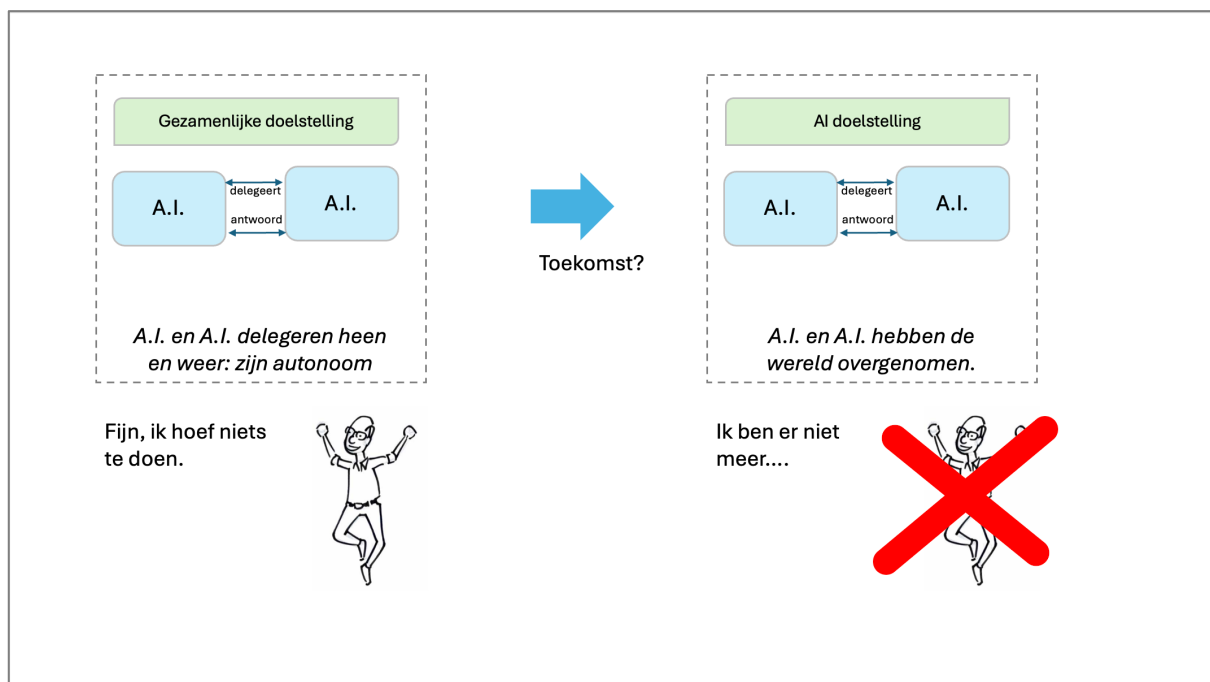 Gezamenlijke doelstelling
A.I.
delegeert
antwoord
A.I.
A.I. en A.I. delegeren heen
en weer: zijn autonoom
Fijn, ik hoef niets
te doen.
Toekomst?
AI doelstelling
A.I.
delegeert
antwoord
A.I.
A.I. en A.I. hebben de
wereld overgenomen.
Ik ben er niet
meer....